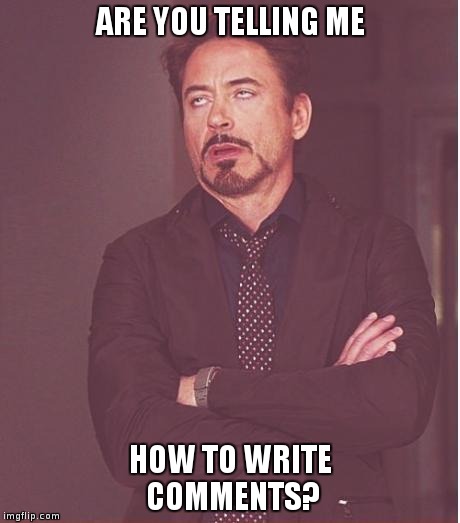 ARE YOU TELLING ME
HOW TO WRITE
COMMENTS?
imgflip.com